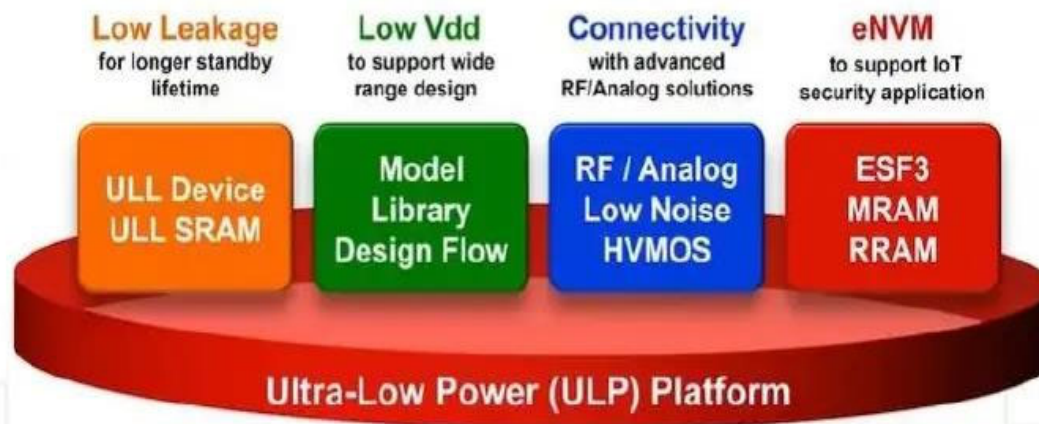 Low Leakage
for longer standby
lifetime
Low Vdd
to support wide
range design
Connectivity
with advanced
RF/Analog solutions
eNVM
to support IoT
security application
ULL Device
ULL SRAM
Model
Library
Design Flow
RF / Analog
Low Noise
HVMOS
ESF3
MRAM
RRAM
Ultra-Low Power (ULP) Platform